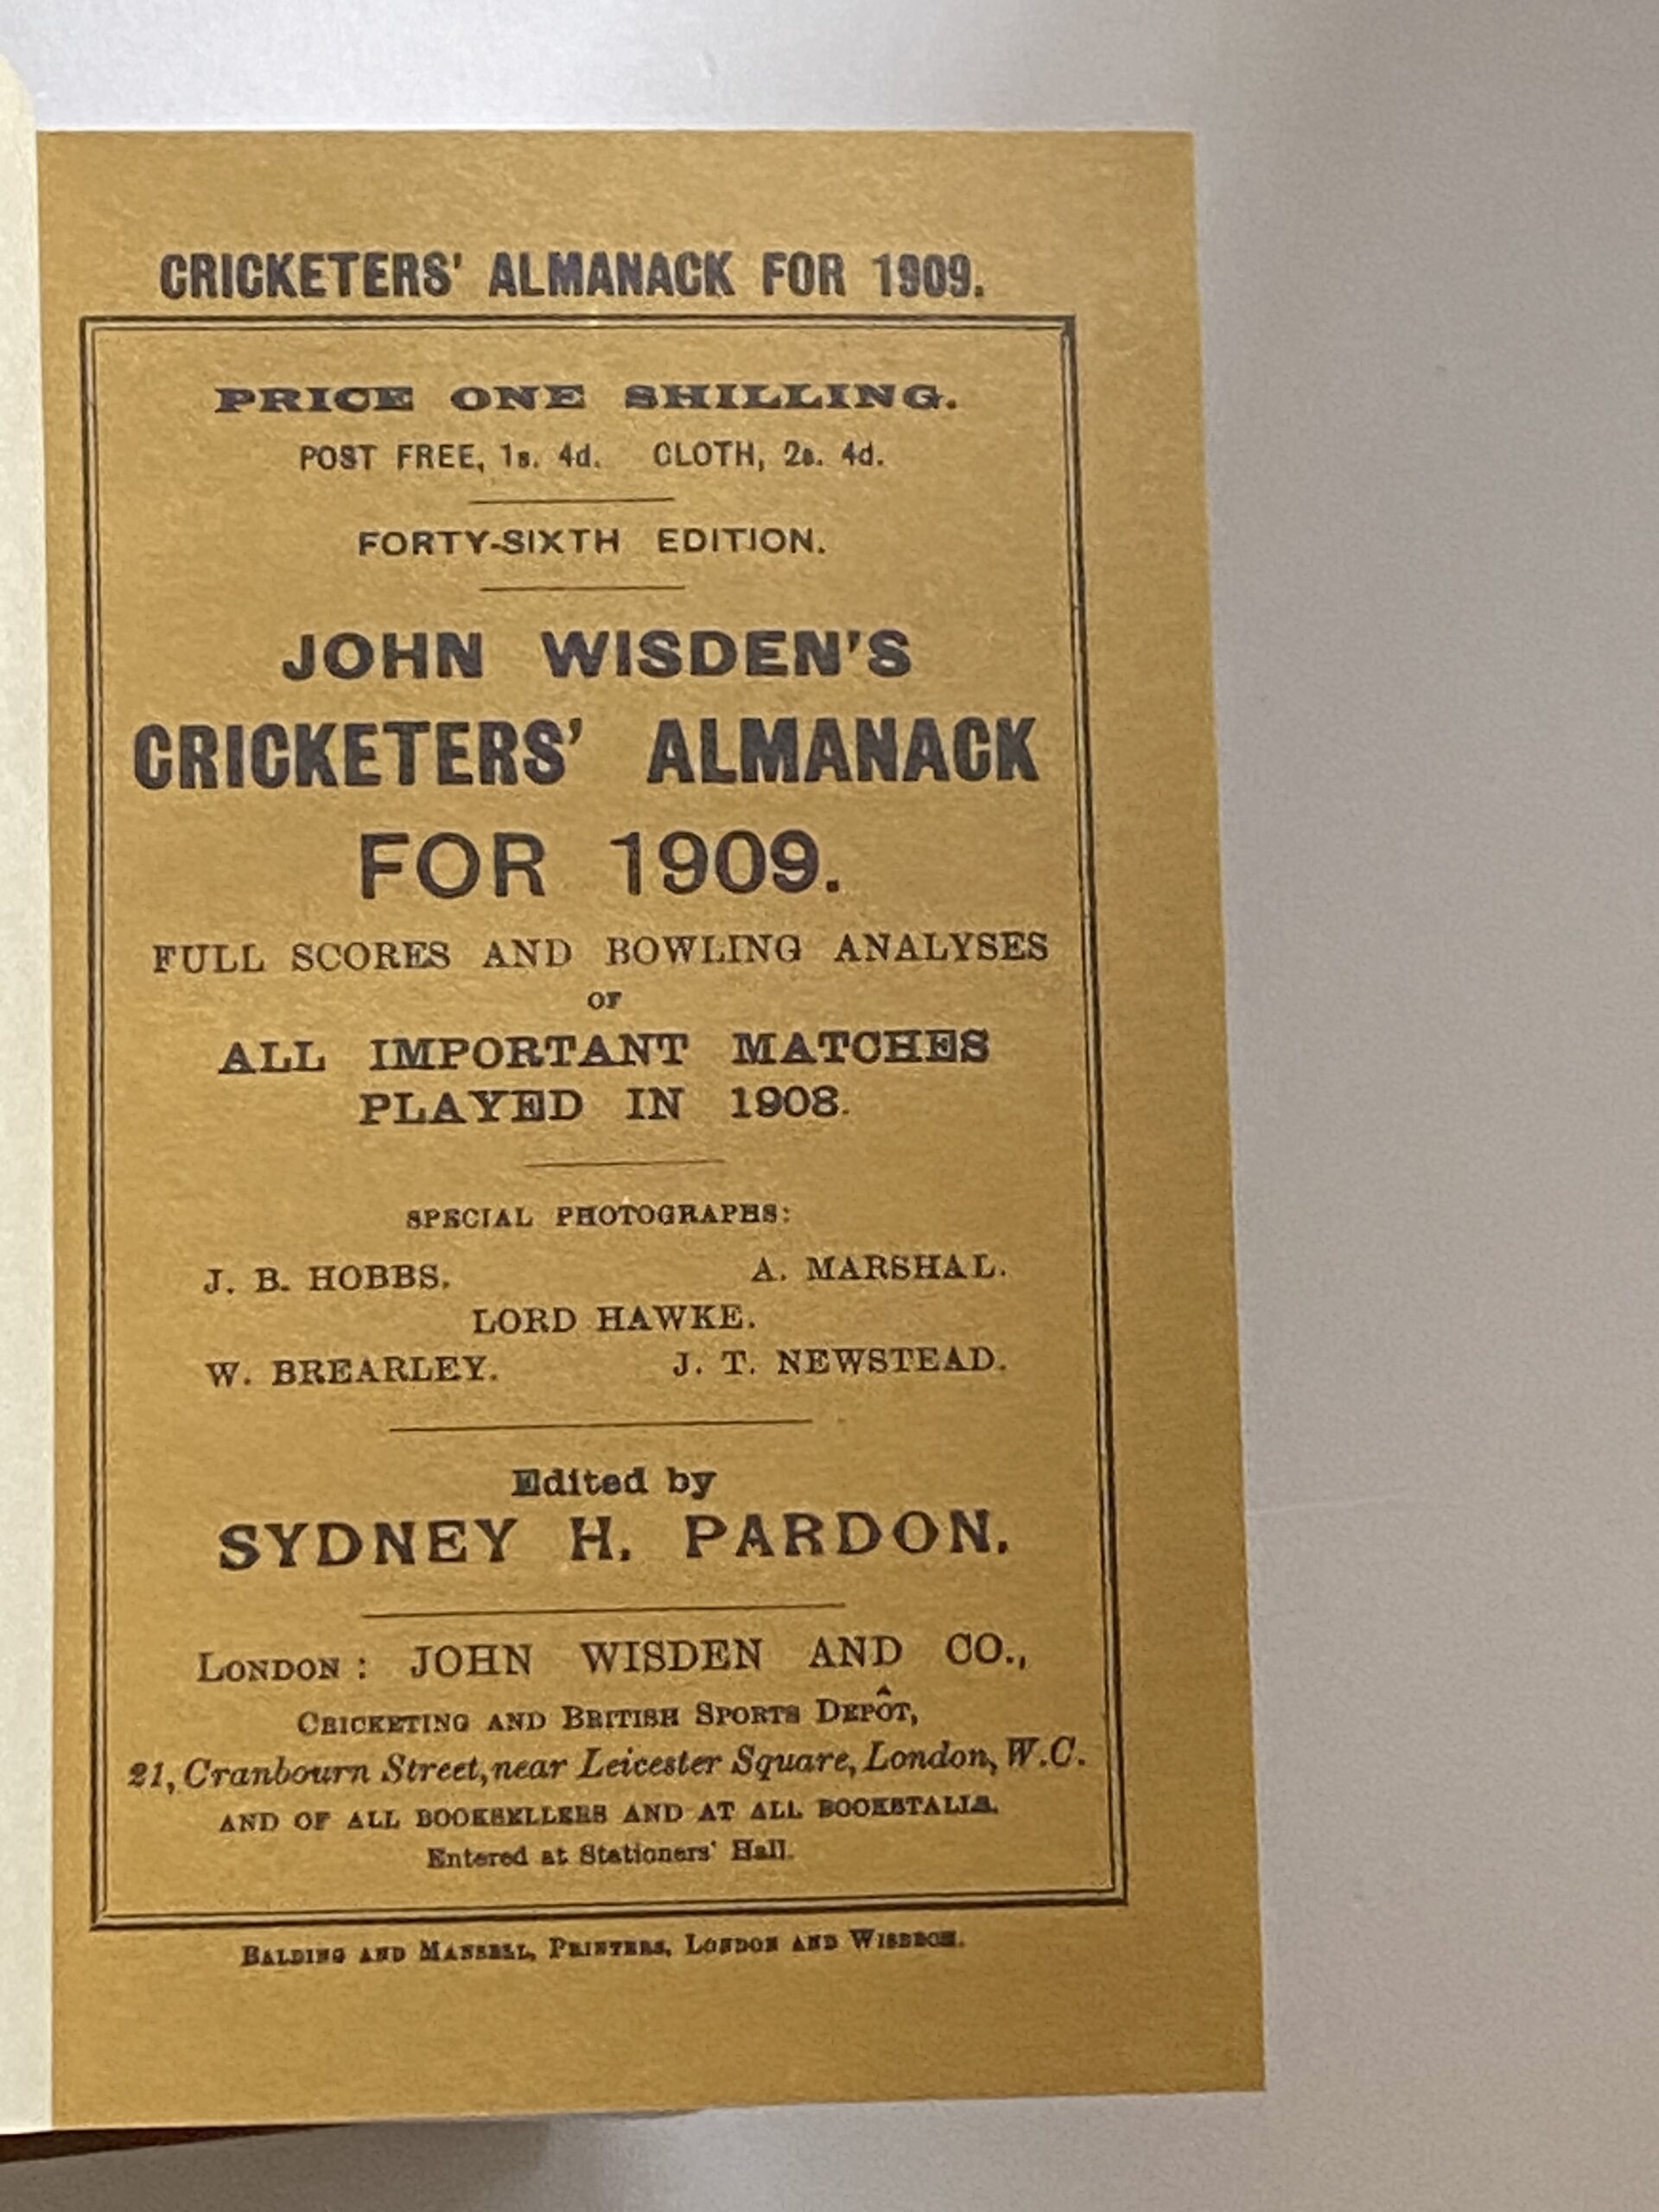 CRICKETERS' ALMANACK FOR 1909.
PRICE ONE SHILLING.
POST FREE, 1s. 4d. CLOTH, 2s. 4d.
FORTY-SIXTH EDITION.
JOHN WISDEN'S
CRICKETERS' ALMANACK
FOR 1909.
FULL SCORES AND BOWLING ANALYSES
OF
ALL IMPORTANT MATCHES
PLAYED IN 1908.
SPECIAL PHOTOGRAPHS:
J. B. HOBBS. A. MARSHAL.
LORD HAWKE.
W. BREARLEY. J. T. NEWSTEAD.
Edited by
SYDNEY H. PARDON.
LONDON: JOHN WISDEN AND CO.,
CRICKETING AND BRITISH SPORTS DEPÔT,
21, Cranbourn Street, near Leicester Square, London, W.C.
AND OF ALL BOOKSELLERS AND AT ALL BOOKSTALLS.
Entered at Stationers' Hall.
BALDING AND MANSELL, PRINTERS, LONDON AND WISBECH.